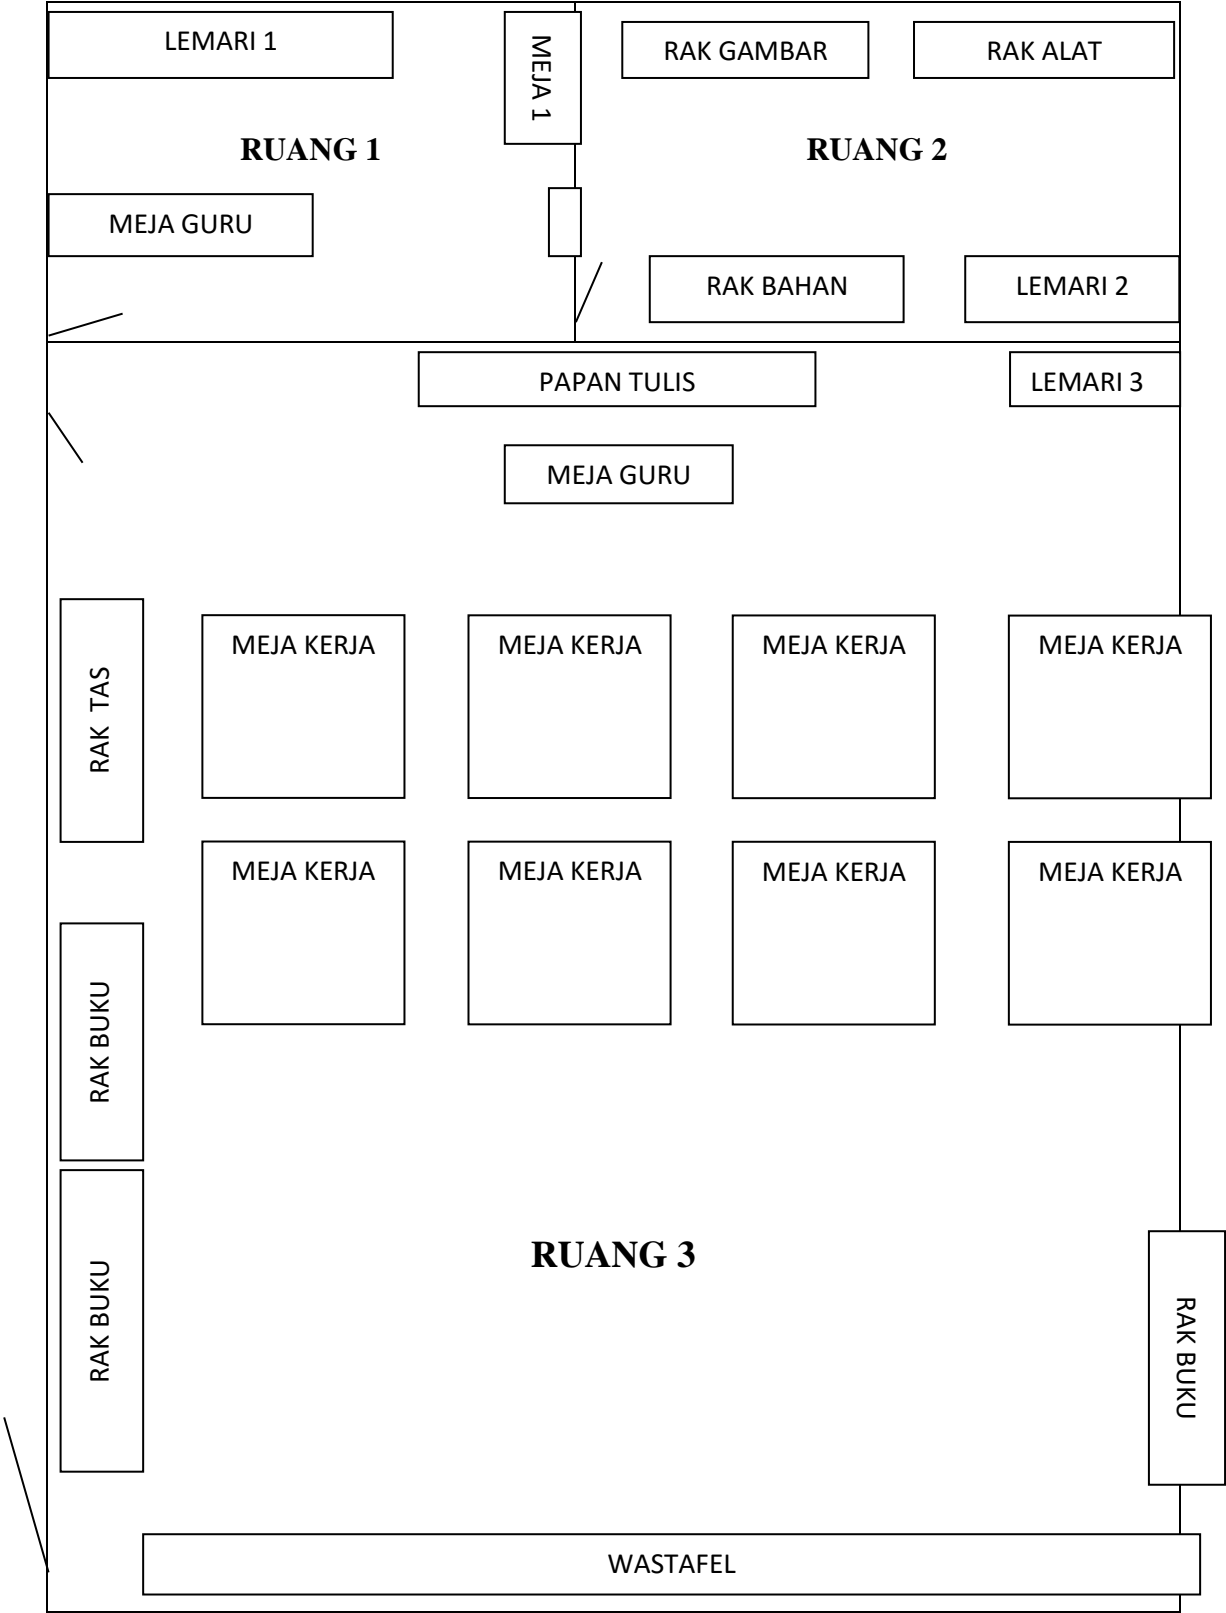 LEMARI 1
MEJA 1
RAK GAMBAR
RAK ALAT
RUANG 1
RUANG 2
MEJA GURU
RAK BAHAN
LEMARI 2
PAPAN TULIS
LEMARI 3
MEJA GURU
RAK  TAS
MEJA KERJA
MEJA KERJA
MEJA KERJA
MEJA KERJA
MEJA KERJA
MEJA KERJA
MEJA KERJA
MEJA KERJA
RAK BUKU
RAK BUKU
RUANG 3
RAK BUKU
WASTAFEL